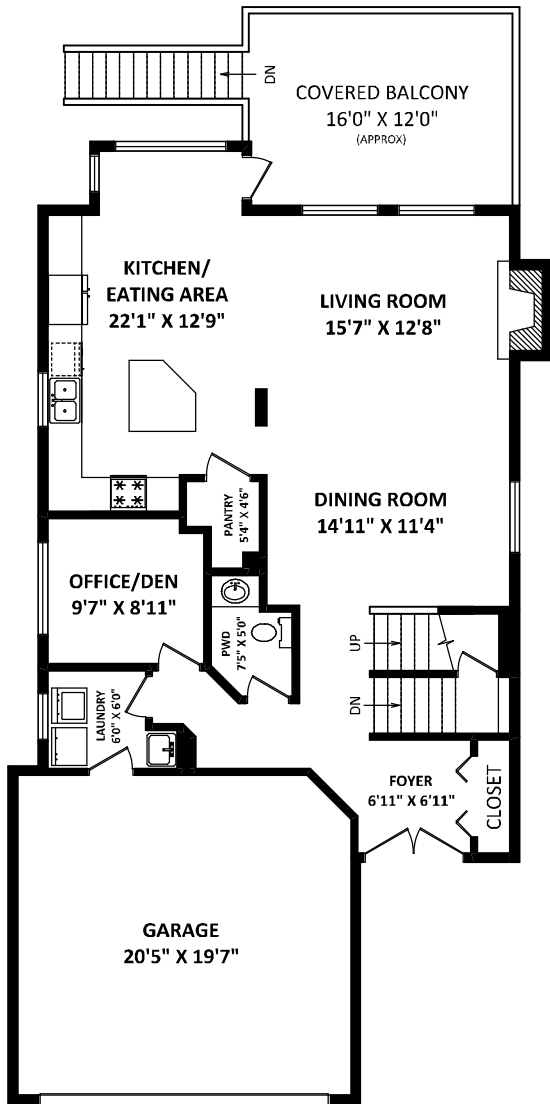 DN
COVERED BALCONY
16'0" X 12'0"
(APPROX)
KITCHEN/
EATING AREA
22'1" X 12'9"
LIVING ROOM
15'7" X 12'8"
PANTRY
5'4" X 4'6"
DINING ROOM
14'11" X 11'4"
OFFICE/DEN
9'7" X 8'11"
PWD
7'5" X 5'0"
UP
DN
LAUNDRY
6'0" X 6'0"
FOYER
6'11" X 6'11"
CLOSET
GARAGE
20'5" X 19'7"